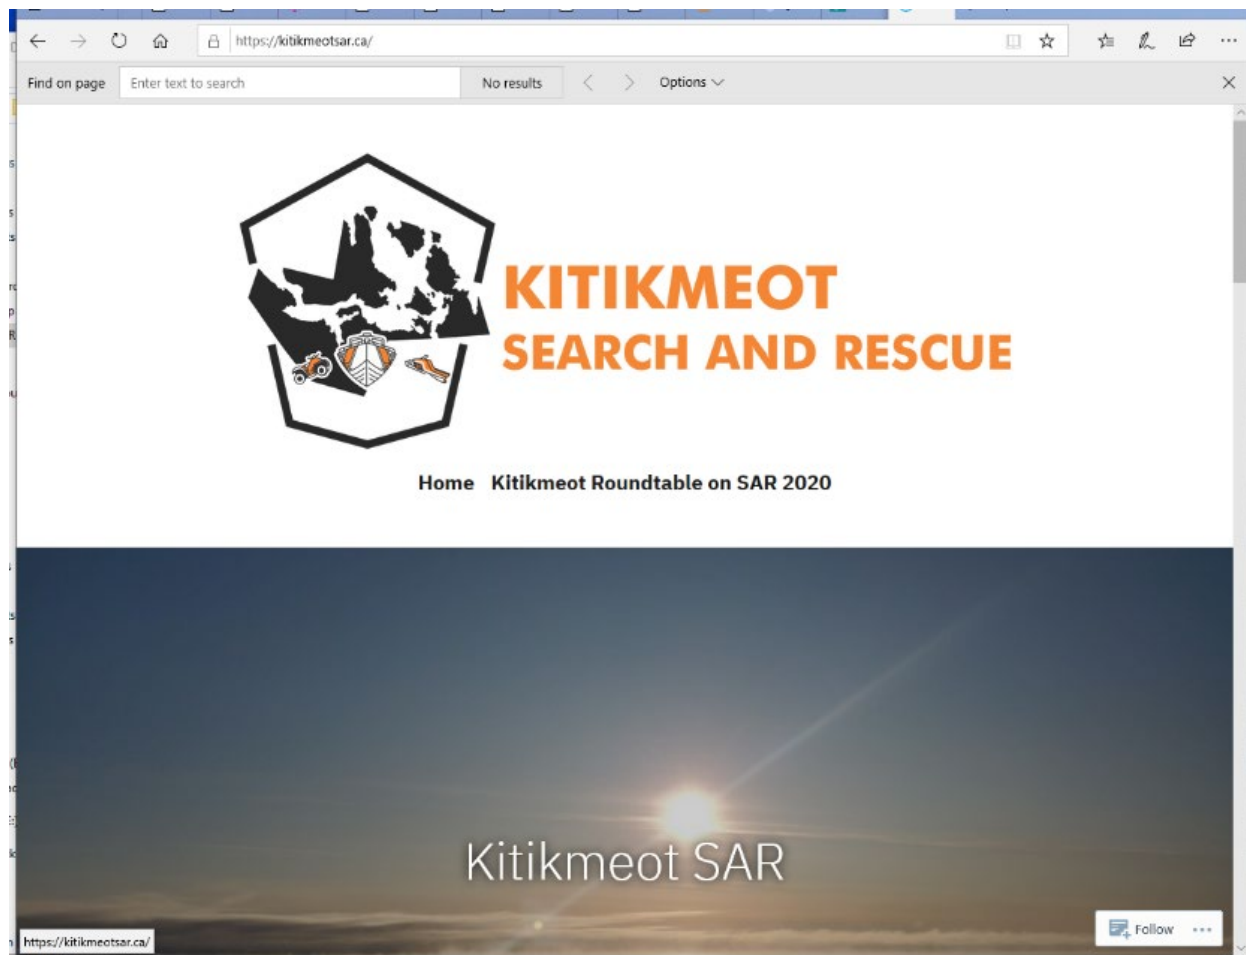 https://kitikmeotsar.ca/
Find on page Enter text to search No results Options
KITIKMEOT
SEARCH AND RESCUE
Home Kitikmeot Roundtable on SAR 2020
Kitikmeot SAR
Follow
https://kitikmeotsar.ca/